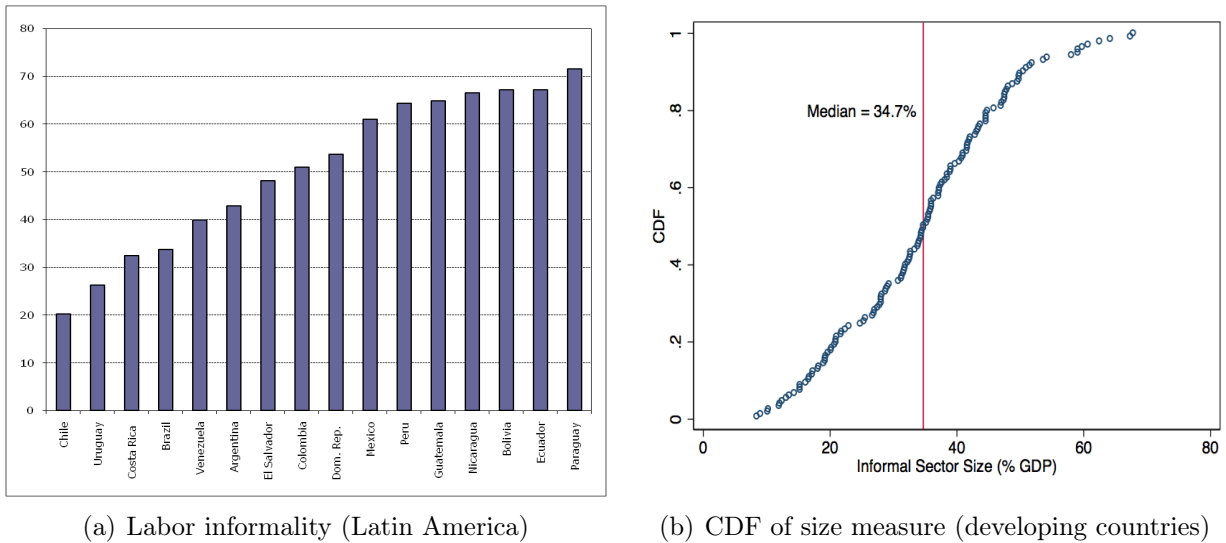 80
70
60
50
40
30
20
10
0
Chile
Uruguay
Costa Rica
Brazil
Venezuela
Argentina
El Salvador
Colombia
Dom. Rep.
Mexico
Peru
Guatemala
Nicaragua
Bolivia
Ecuador
Paraguay
(a) Labor informality (Latin America)
CDF
1
.8
.6
.4
.2
0
Median = 34.7%
0 20 40 60 80
Informal Sector Size (% GDP)
(b) CDF of size measure (developing countries)